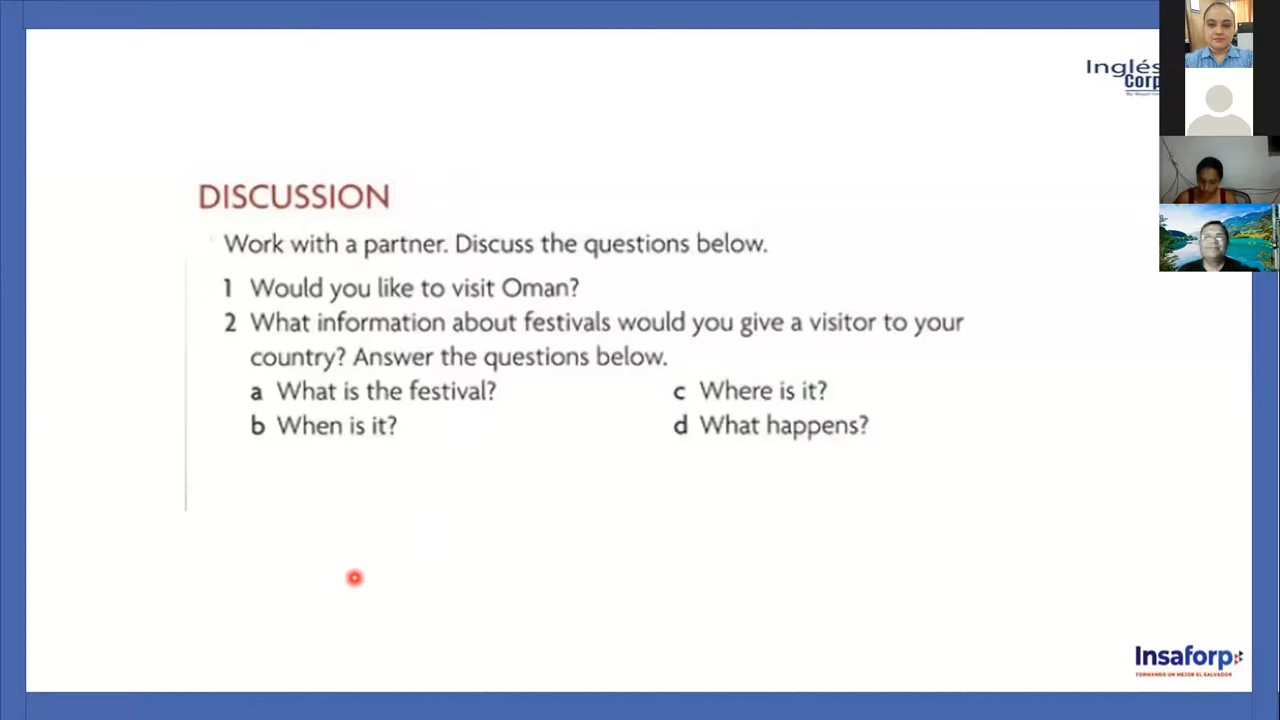 Inglés
Corp
DISCUSSION
Work with a partner. Discuss the questions below.
1 Would you like to visit Oman?
2 What information about festivals would you give a visitor to your
country? Answer the questions below.
a What is the festival?
c Where is it?
b When is it?
d What happens?
Insaforp
FORMANDO UN MEJOR EL SALVADOR